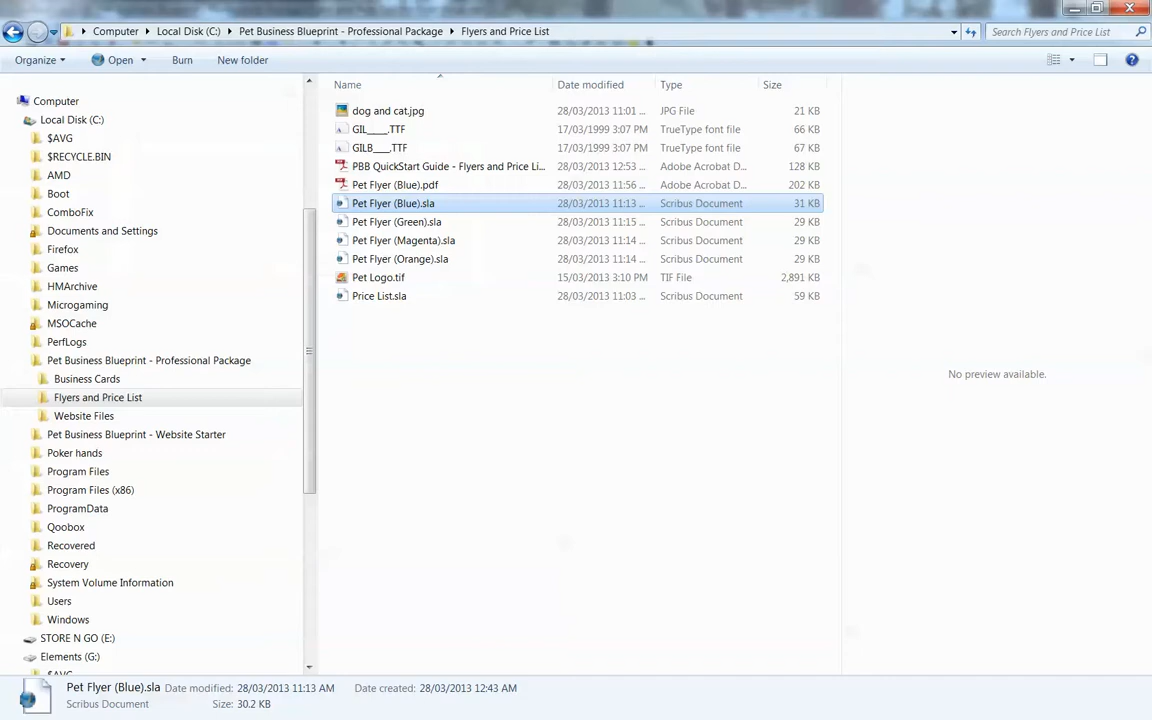 Computer Local Disk (C:) Pet Business Blueprint - Professional Package Flyers and Price List Search Flyers and Price List
Organize Open Burn New folder
Computer
Local Disk (C:)
$AVG
$RECYCLE.BIN
AMD
Boot
ComboFix
Documents and Settings
Firefox
Games
HMArchive
Microgaming
MSOCache
PerfLogs
Pet Business Blueprint - Professional Package
Business Cards
Flyers and Price List
Website Files
Pet Business Blueprint - Website Starter
Poker hands
Program Files
Program Files (x86)
ProgramData
Qoobox
Recovered
Recovery
System Volume Information
Users
Windows
STORE N GO (E:)
Elements (G:)
$AVG
Name Date modified Type Size
dog and cat.jpg 28/03/2013 11:01 ... JPG File 21 KB
GIL____.TTF 17/03/1999 3:07 PM TrueType font file 66 KB
GILB___.TTF 17/03/1999 3:07 PM TrueType font file 67 KB
PBB QuickStart Guide - Flyers and Price Li... 28/03/2013 12:53 ... Adobe Acrobat D... 128 KB
Pet Flyer (Blue).pdf 28/03/2013 11:56 ... Adobe Acrobat D... 202 KB
Pet Flyer (Blue).sla 28/03/2013 11:13 ... Scribus Document 31 KB
Pet Flyer (Green).sla 28/03/2013 11:15 ... Scribus Document 29 KB
Pet Flyer (Magenta).sla 28/03/2013 11:14 ... Scribus Document 29 KB
Pet Flyer (Orange).sla 28/03/2013 11:14 ... Scribus Document 29 KB
Pet Logo.tif 15/03/2013 3:10 PM TIF File 2,891 KB
Price List.sla 28/03/2013 11:03 ... Scribus Document 59 KB
No preview available.
Pet Flyer (Blue).sla Date modified: 28/03/2013 11:13 AM Date created: 28/03/2013 12:43 AM
Scribus Document Size: 30.2 KB